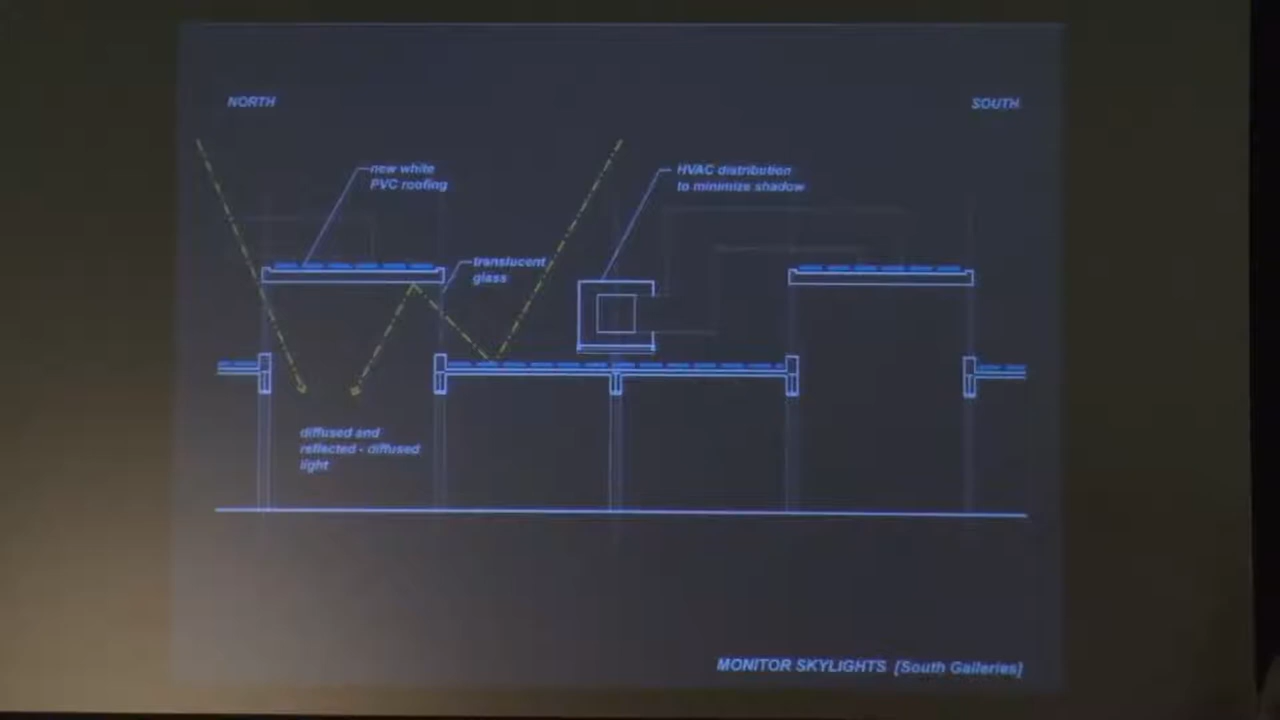 NORTH
SOUTH
new white
PVC roofing
HVAC distribution
to minimize shadow
translucent
glass
diffused and
reflected - diffused
light
MONITOR SKYLIGHTS [South Galleries]